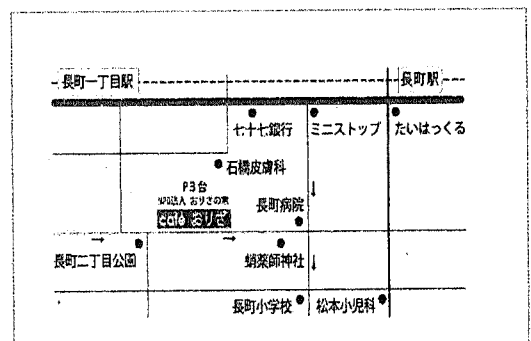 長町一丁目駅
長町駅
七十七銀行
ミニストップ
たいはっくる
石橋皮膚科
P3台
NPO法人 おりざの家
café おりざ
長町病院
長町二丁目公園
蛸薬師神社
長町小学校
松本小児科